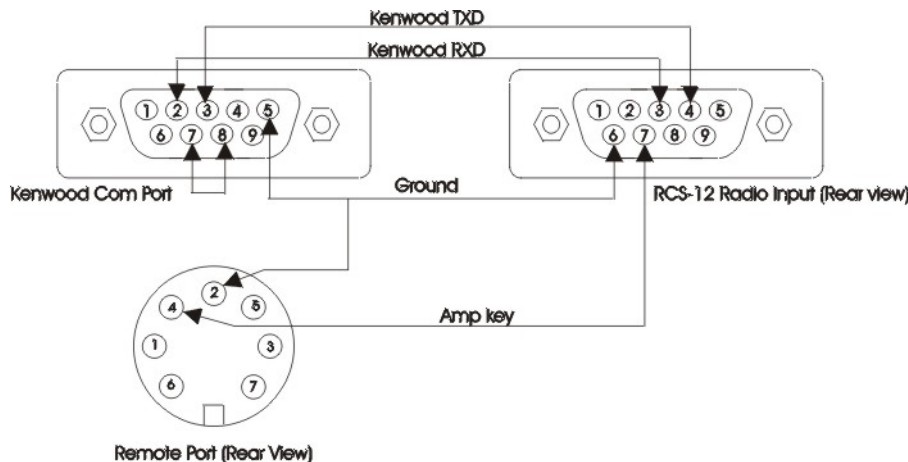 Kenwood TXD
Kenwood RXD
1 2 3 4 5
6 7 8 9
1 2 3 4 5
6 7 8 9
Kenwood Com Port
Ground
RCS-12 Radio Input (Rear view)
2
4 5
Amp key
1 3
6 7
Remote Port (Rear View)